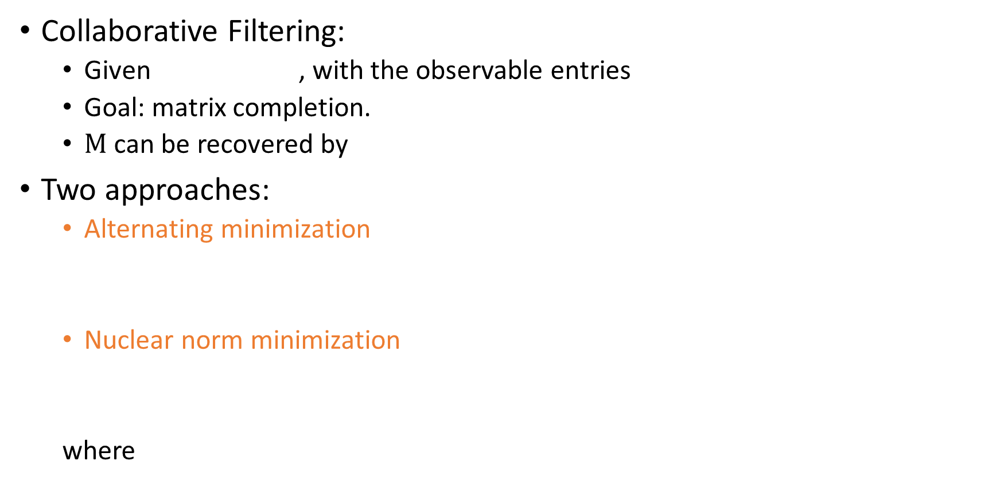 • Collaborative Filtering:
• Given , with the observable entries
• Goal: matrix completion.
• M can be recovered by
• Two approaches:
• Alternating minimization
• Nuclear norm minimization
where